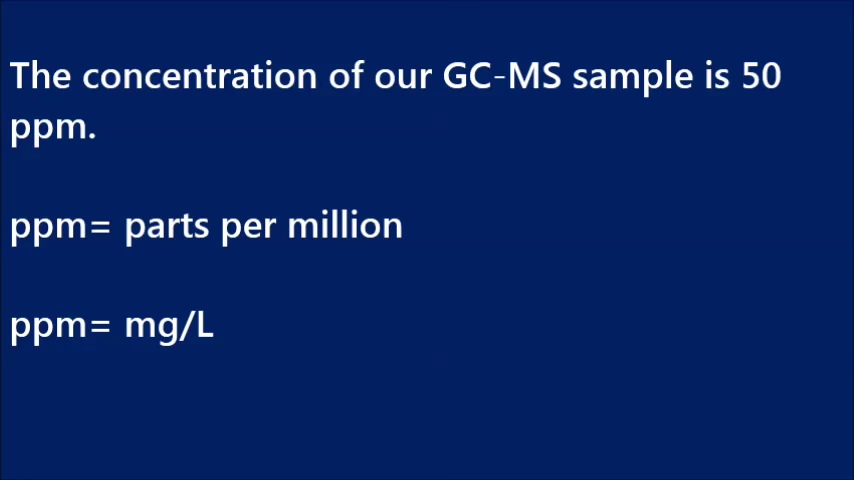 The concentration of our GC-MS sample is 50
ppm.
ppm= parts per million
ppm= mg/L